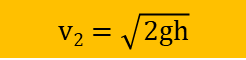 v₂ = √2gh